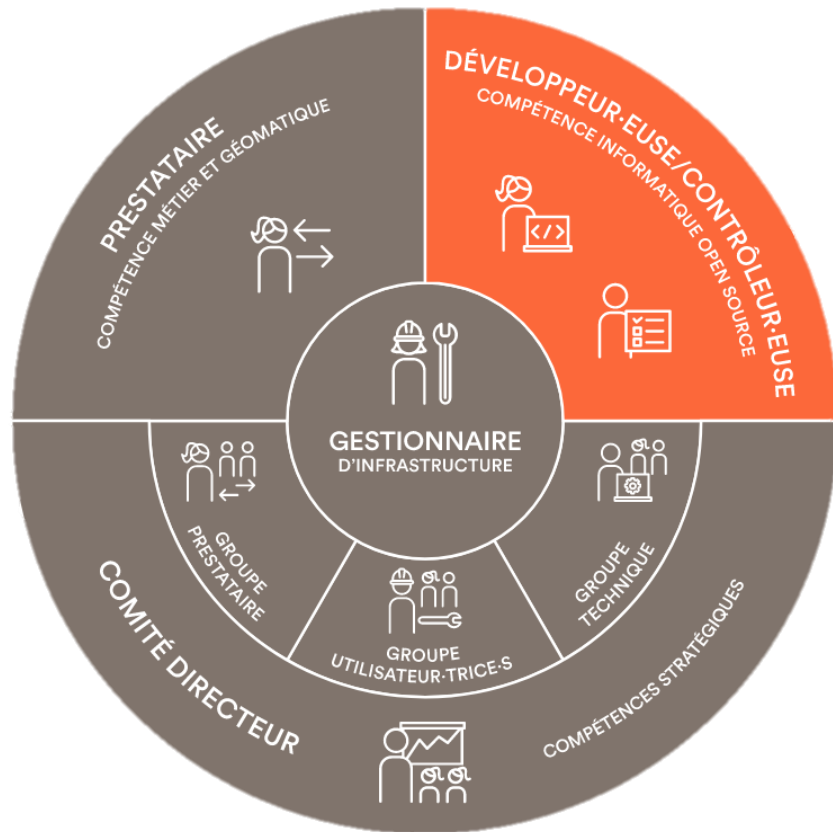 PRESTATAIRE
COMPÉTENCE MÉTIER ET GÉOMATIQUE
DÉVELOPPEUR·EUSE/CONTRÔLEUR·EUSE
COMPÉTENCE INFORMATIQUE OPEN SOURCE
</>
GESTIONNAIRE
D'INFRASTRUCTURE
GROUPE
PRESTATAIRE
GROUPE
UTILISATEUR·TRICE·S
GROUPE
TECHNIQUE
COMITÉ DIRECTEUR
COMPÉTENCES STRATÉGIQUES